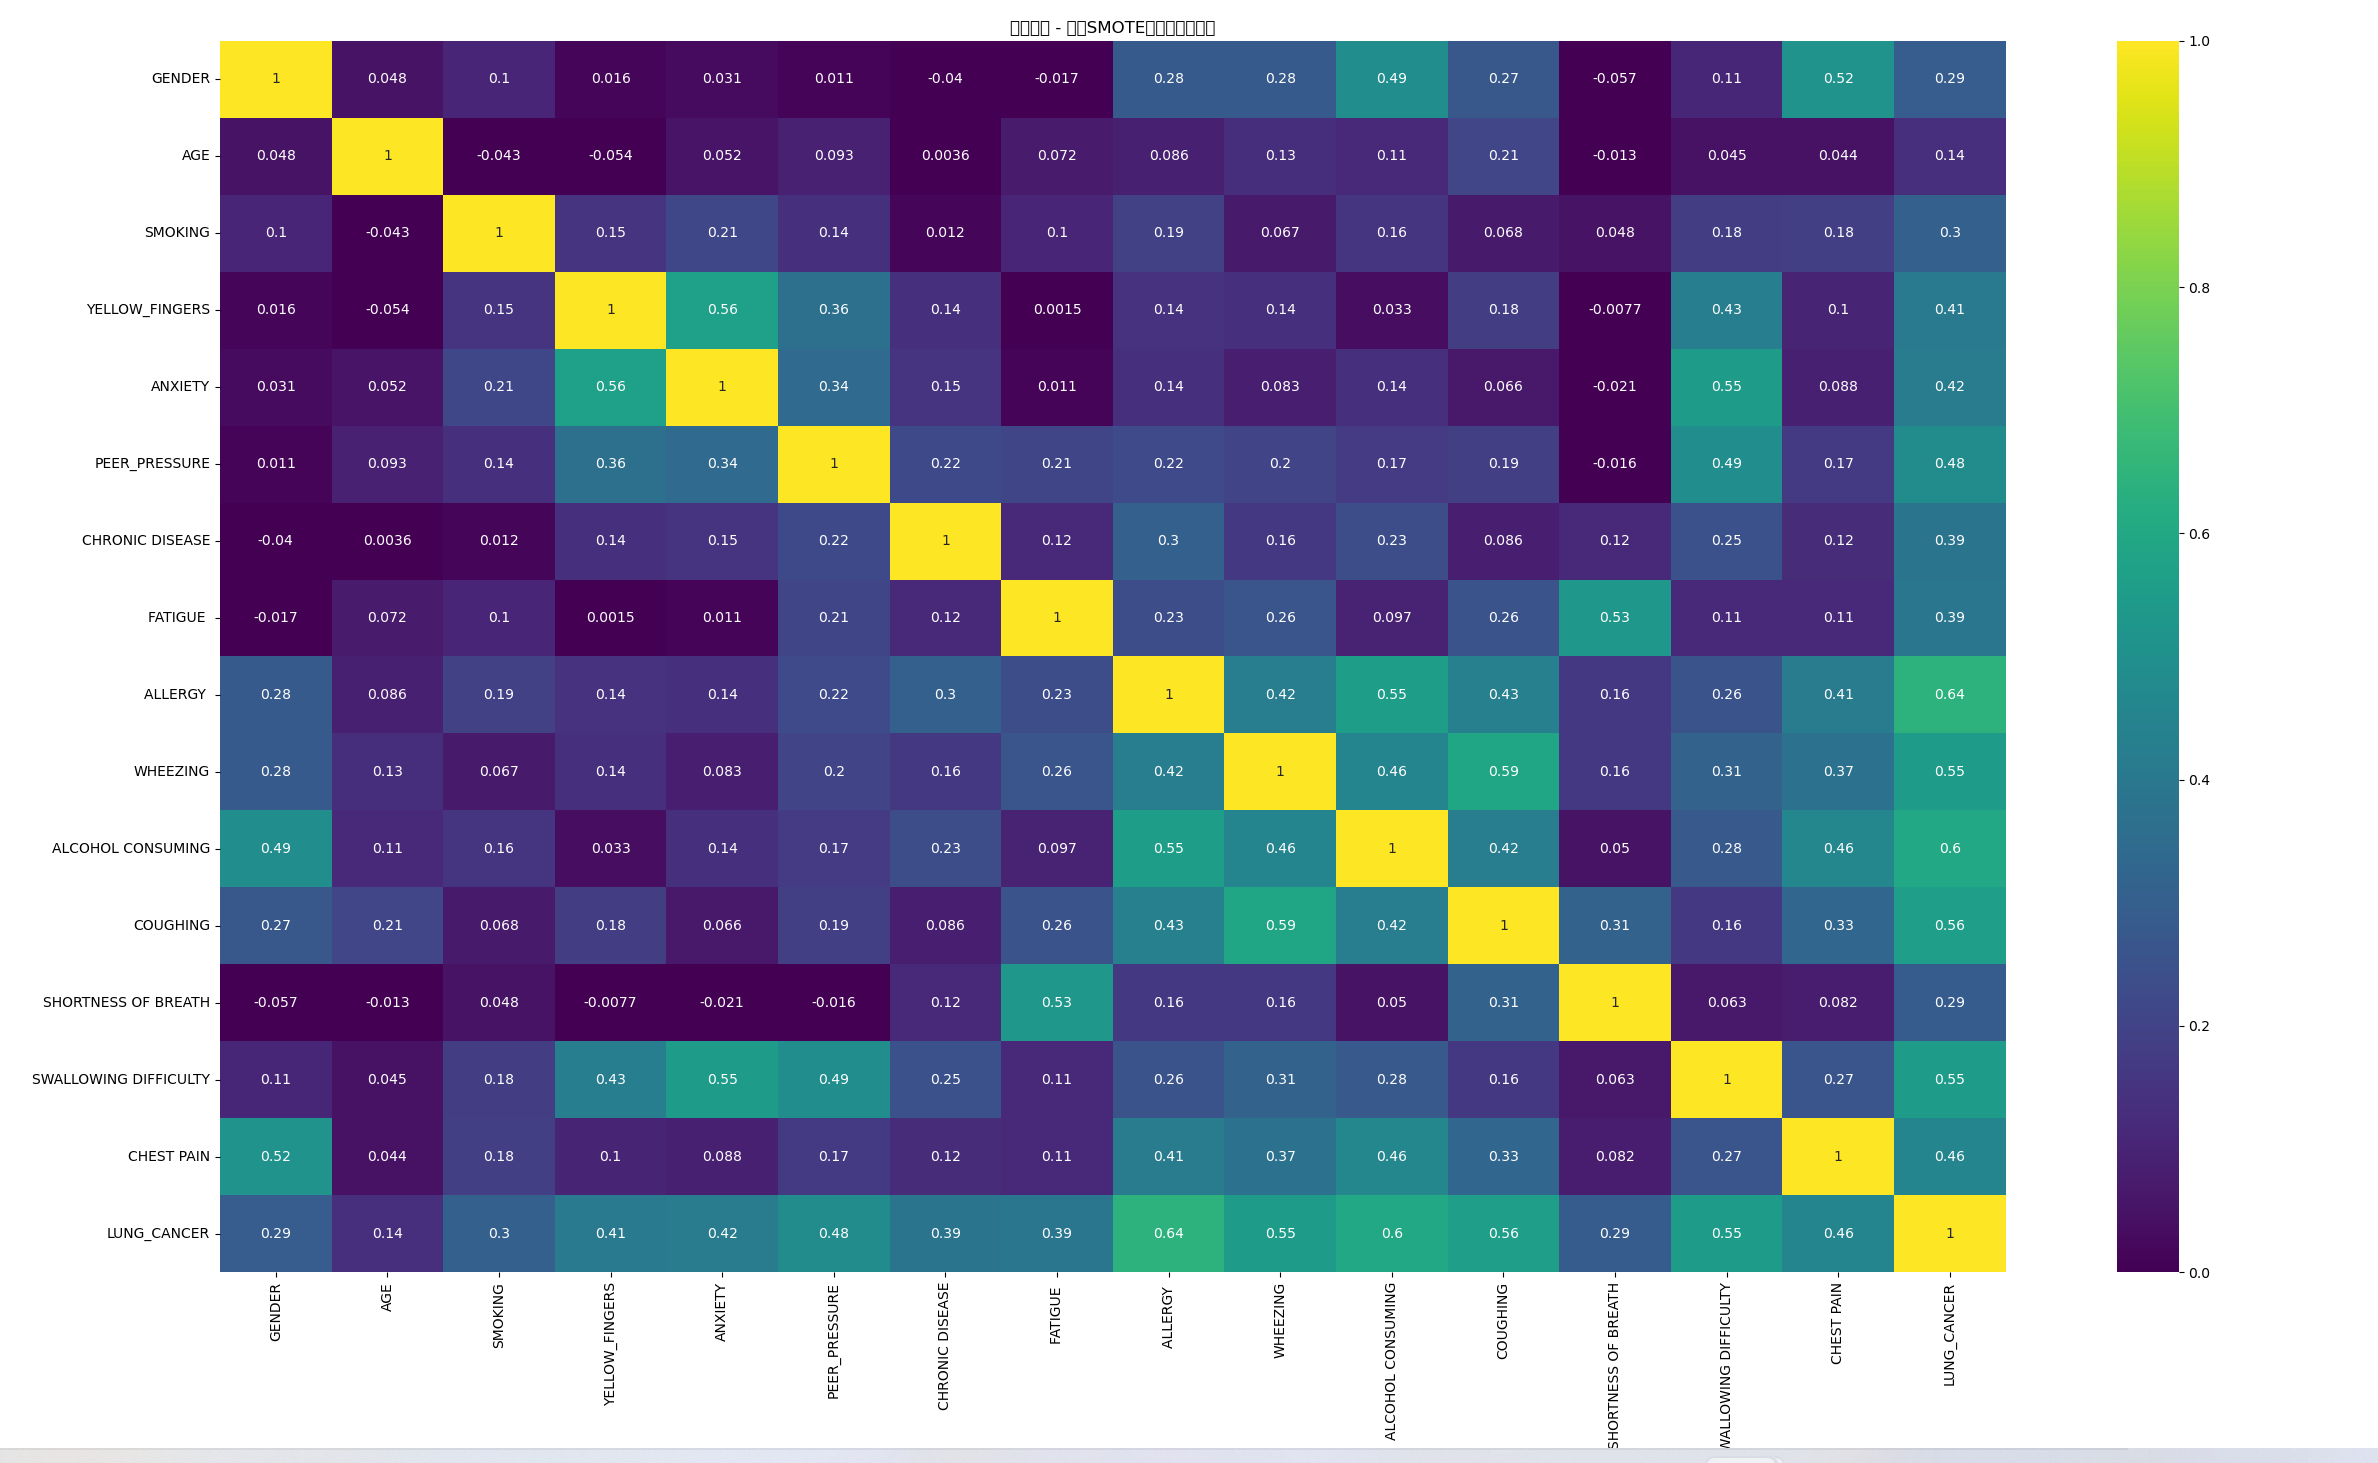 - SMOTE
GENDER 1 0.048 0.1 0.016 0.031 0.011 -0.04 -0.017 0.28 0.28 0.49 0.27 -0.057 0.11 0.52 0.29
AGE 0.048 1 -0.043 -0.054 0.052 0.093 0.0036 0.072 0.086 0.13 0.11 0.21 -0.013 0.045 0.044 0.14
SMOKING 0.1 -0.043 1 0.15 0.21 0.14 0.012 0.1 0.19 0.067 0.16 0.068 0.048 0.18 0.18 0.3
YELLOW_FINGERS 0.016 -0.054 0.15 1 0.56 0.36 0.14 0.0015 0.14 0.14 0.033 0.18 -0.0077 0.43 0.1 0.41
ANXIETY 0.031 0.052 0.21 0.56 1 0.34 0.15 0.011 0.14 0.083 0.14 0.066 -0.021 0.55 0.088 0.42
PEER_PRESSURE 0.011 0.093 0.14 0.36 0.34 1 0.22 0.21 0.22 0.2 0.17 0.19 -0.016 0.49 0.17 0.48
CHRONIC DISEASE -0.04 0.0036 0.012 0.14 0.15 0.22 1 0.12 0.3 0.16 0.23 0.086 0.12 0.25 0.12 0.39
FATIGUE -0.017 0.072 0.1 0.0015 0.011 0.21 0.12 1 0.23 0.26 0.097 0.26 0.53 0.11 0.11 0.39
ALLERGY 0.28 0.086 0.19 0.14 0.14 0.22 0.3 0.23 1 0.42 0.55 0.43 0.16 0.26 0.41 0.64
WHEEZING 0.28 0.13 0.067 0.14 0.083 0.2 0.16 0.26 0.42 1 0.46 0.59 0.16 0.31 0.37 0.55
ALCOHOL CONSUMING 0.49 0.11 0.16 0.033 0.14 0.17 0.23 0.097 0.55 0.46 1 0.42 0.05 0.28 0.46 0.6
COUGHING 0.27 0.21 0.068 0.18 0.066 0.19 0.086 0.26 0.43 0.59 0.42 1 0.31 0.16 0.33 0.56
SHORTNESS OF BREATH -0.057 -0.013 0.048 -0.0077 -0.021 -0.016 0.12 0.53 0.16 0.16 0.05 0.31 1 0.063 0.082 0.29
SWALLOWING DIFFICULTY 0.11 0.045 0.18 0.43 0.55 0.49 0.25 0.11 0.26 0.31 0.28 0.16 0.063 1 0.27 0.55
CHEST PAIN 0.52 0.044 0.18 0.1 0.088 0.17 0.12 0.11 0.41 0.37 0.46 0.33 0.082 0.27 1 0.46
LUNG_CANCER 0.29 0.14 0.3 0.41 0.42 0.48 0.39 0.39 0.64 0.55 0.6 0.56 0.29 0.55 0.46 1
GENDER
AGE
SMOKING
YELLOW_FINGERS
ANXIETY
PEER_PRESSURE
CHRONIC DISEASE
FATIGUE
ALLERGY
WHEEZING
ALCOHOL CONSUMING
COUGHING
SHORTNESS OF BREATH
WALLOWING DIFFICULTY
CHEST PAIN
LUNG_CANCER
1.0
0.8
0.6
0.4
0.2
0.0